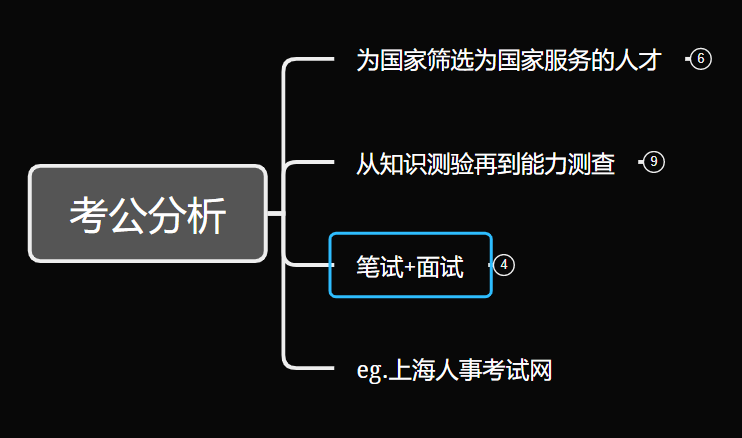 考公分析
为国家筛选为国家服务的人才 6
从知识测验再到能力测查 9
笔试+面试 4
eg.上海人事考试网